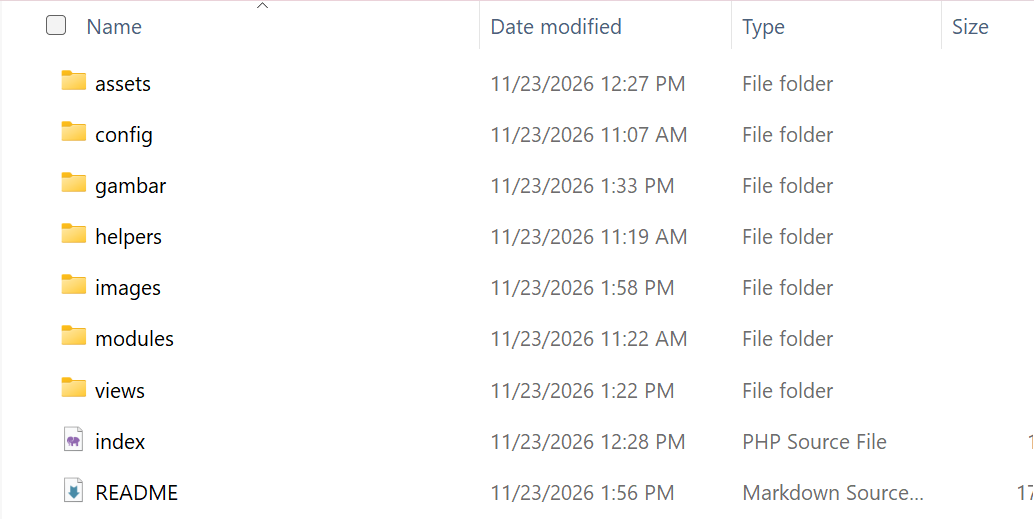 Name Date modified Type Size
assets 11/23/2026 12:27 PM File folder
config 11/23/2026 11:07 AM File folder
gambar 11/23/2026 1:33 PM File folder
helpers 11/23/2026 11:19 AM File folder
images 11/23/2026 1:58 PM File folder
modules 11/23/2026 11:22 AM File folder
views 11/23/2026 1:22 PM File folder
index 11/23/2026 12:28 PM PHP Source File
README 11/23/2026 1:56 PM Markdown Source...